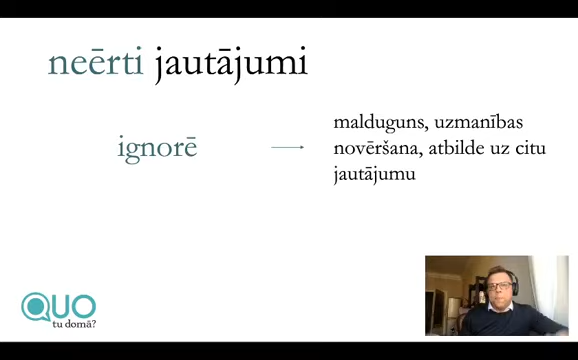 neērti jautājumi
ignorē
malduguns, uzmanības
novēršana, atbilde uz citu
jautājumu
QUO
tu domā?